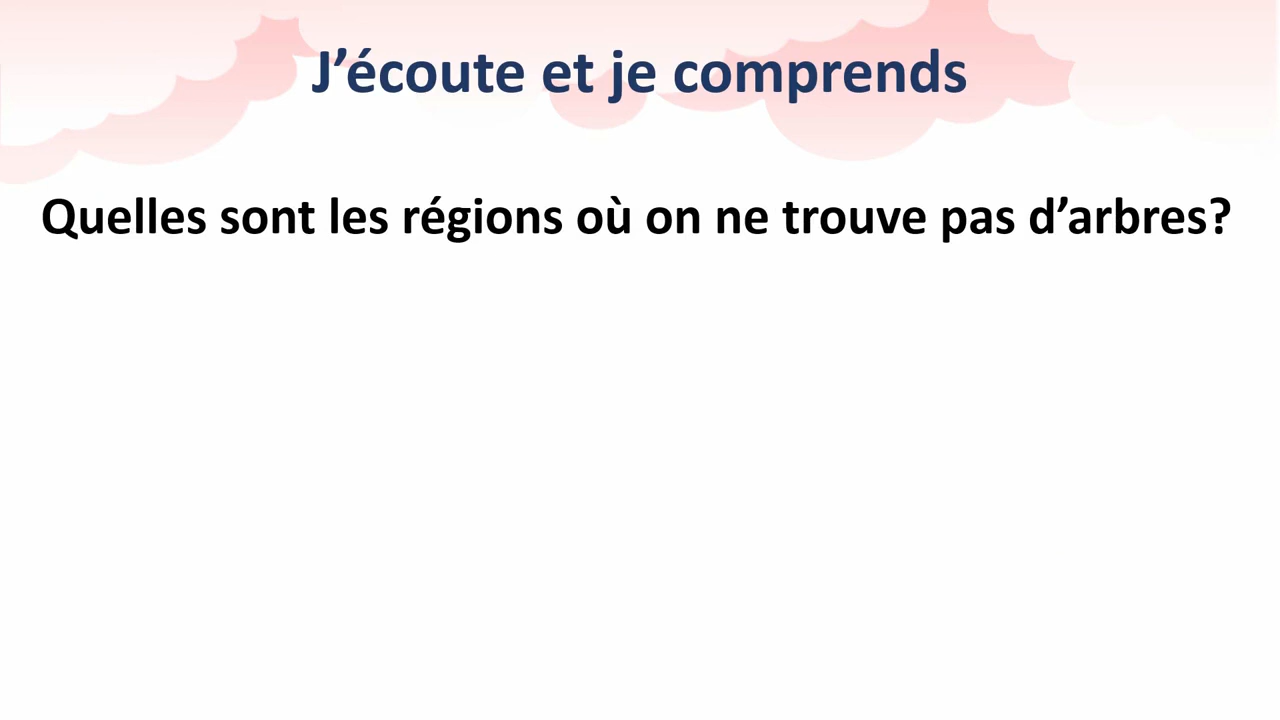 J’écoute et je comprends
Quelles sont les régions où on ne trouve pas d’arbres?